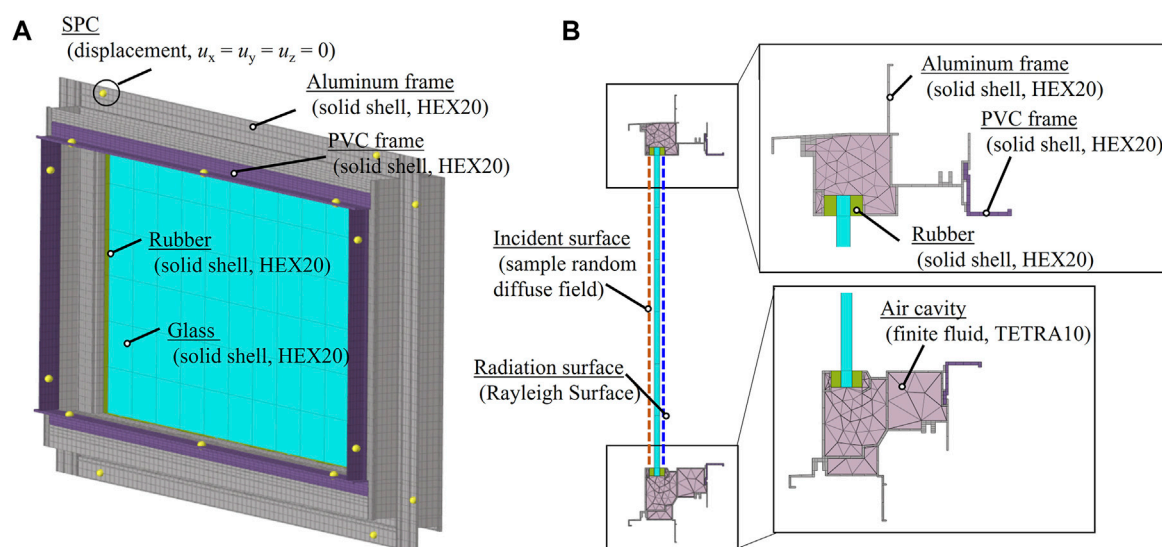 A
SPC
(displacement, ux = uy = uz = 0)
Aluminum frame
(solid shell, HEX20)
PVC frame
(solid shell, HEX20)
Rubber
(solid shell, HEX20)
Glass
(solid shell, HEX20)
B
Incident surface
(sample random
diffuse field)
Radiation surface
(Rayleigh Surface)
Aluminum frame
(solid shell, HEX20)
PVC frame
(solid shell, HEX20)
Rubber
(solid shell, HEX20)
Air cavity
(finite fluid, TETRA10)